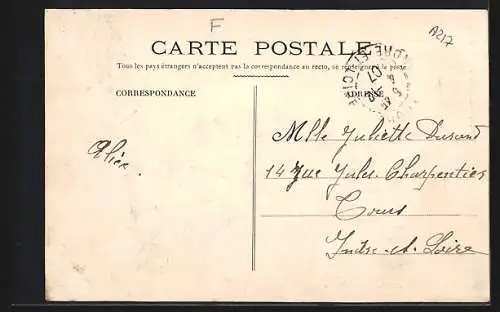 F
A217
CARTE POSTALE
Tous les pays étrangers n'acceptent pas la correspondance au recto, se renseigner à la poste
CORRESPONDANCE
ADRESSE
Mlle Juliette Durand
14 Rue Jules Charpentier
Tours
Indre-et-Loire